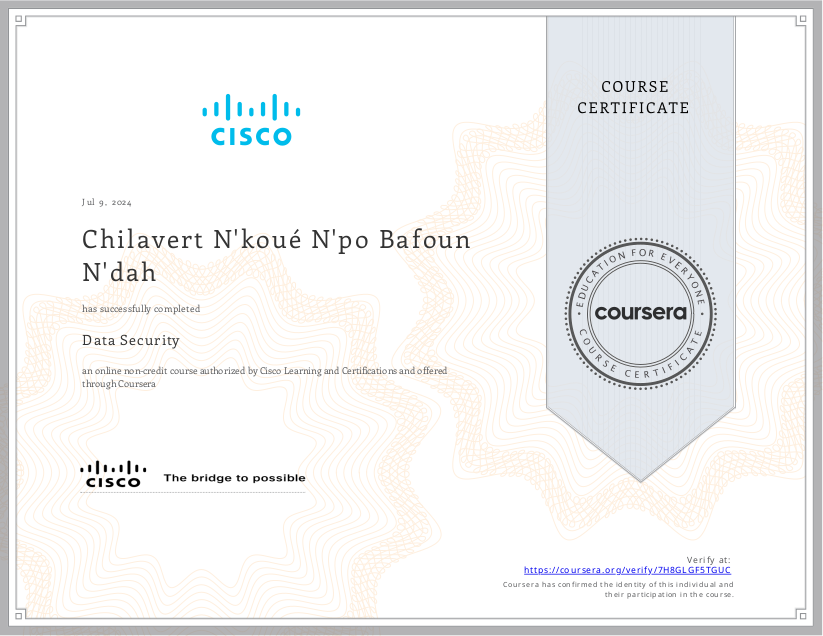 CISCO
COURSE
CERTIFICATE
Jul 9, 2024
Chilavert N'koué N'po Bafoun
N'dah
has successfully completed
Data Security
an online non-credit course authorized by Cisco Learning and Certifications and offered
through Coursera
EDUCATION FOR EVERYONE
coursera
COURSE CERTIFICATE
CISCO The bridge to possible
Verify at:
https://coursera.org/verify/7H8GLGF5TGUC
Coursera has confirmed the identity of this individual and
their participation in the course.